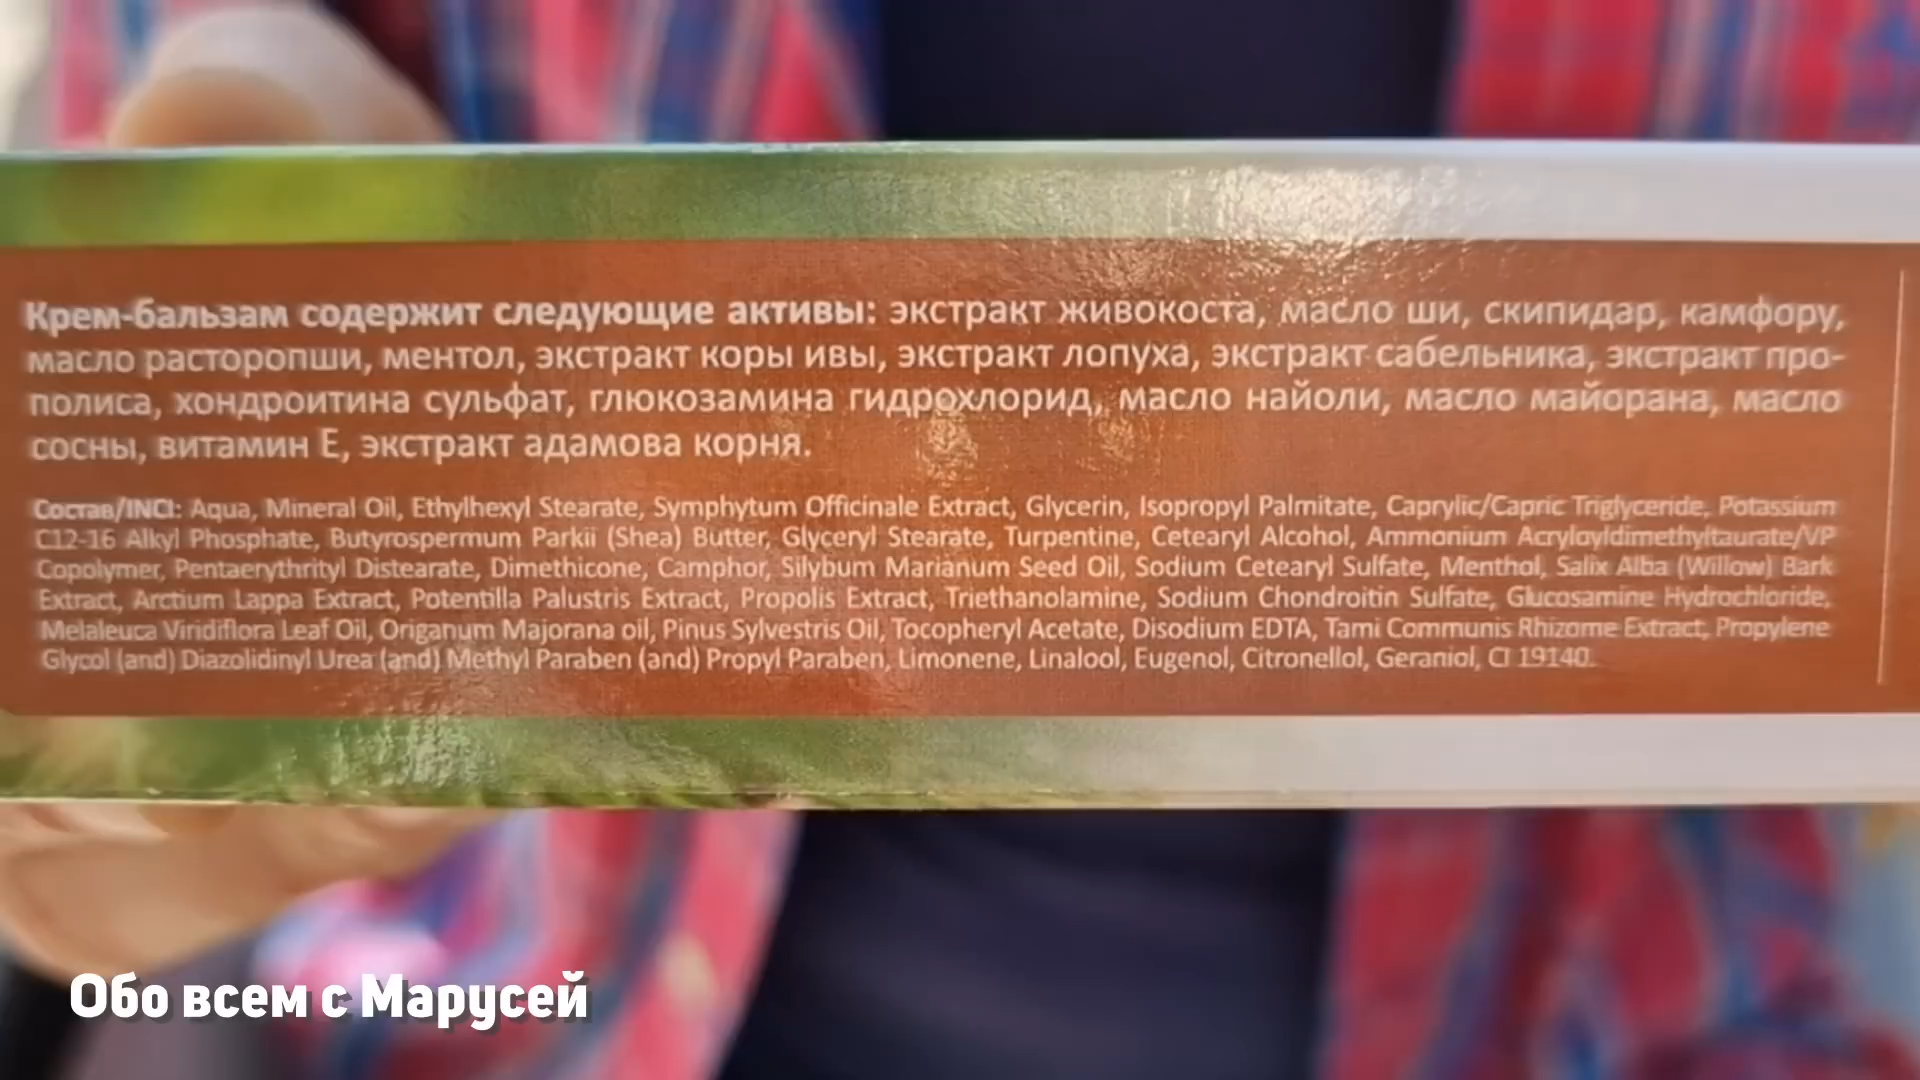 Крем-бальзам содержит следующие активы: экстракт живокоста, масло ши, скипидар, камфору,
масло расторопши, ментол, экстракт коры ивы, экстракт лопуха, экстракт сабельника, экстракт про-
полиса, хондроитина сульфат, глюкозамина гидрохлорид, масло найоли, масло майорана, масло
сосны, витамин Е, экстракт адамова корня.
Состав/INCI: Aqua, Mineral Oil, Ethylhexyl Stearate, Symphytum Officinale Extract, Glycerin, Isopropyl Palmitate, Caprylic/Capric Triglyceride, Potassium
C12-16 Alkyl Phosphate, Butyrospermum Parkii (Shea) Butter, Glyceryl Stearate, Turpentine, Cetearyl Alcohol, Ammonium Acryloyldimethyltaurate/VP
Copolymer, Pentaerythrityl Distearate, Dimethicone, Camphor, Silybum Marianum Seed Oil, Sodium Cetearyl Sulfate, Menthol, Salix Alba (Willow) Bark
Extract, Arctium Lappa Extract, Potentilla Palustris Extract, Propolis Extract, Triethanolamine, Sodium Chondroitin Sulfate, Glucosamine Hydrochloride,
Melaleuca Viridiflora Leaf Oil, Origanum Majorana oil, Pinus Sylvestris Oil, Tocopheryl Acetate, Disodium EDTA, Tami Communis Rhizome Extract, Propylene
Glycol (and) Diazolidinyl Urea (and) Methyl Paraben (and) Propyl Paraben, Limonene, Linalool, Eugenol, Citronellol, Geraniol, CI 19140.
Обо всем с Марусей